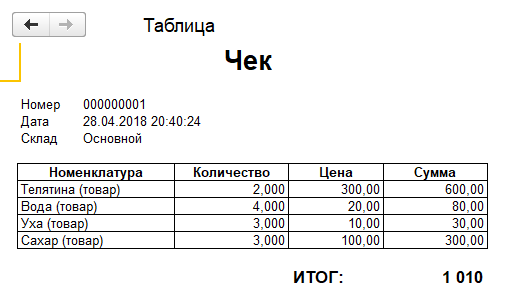 Таблица
Чек
Номер 000000001
Дата 28.04.2018 20:40:24
Склад Основной
Номенклатура Количество Цена Сумма
Телятина (товар) 2,000 300,00 600,00
Вода (товар) 4,000 20,00 80,00
Уха (товар) 3,000 10,00 30,00
Сахар (товар) 3,000 100,00 300,00
ИТОГ: 1 010